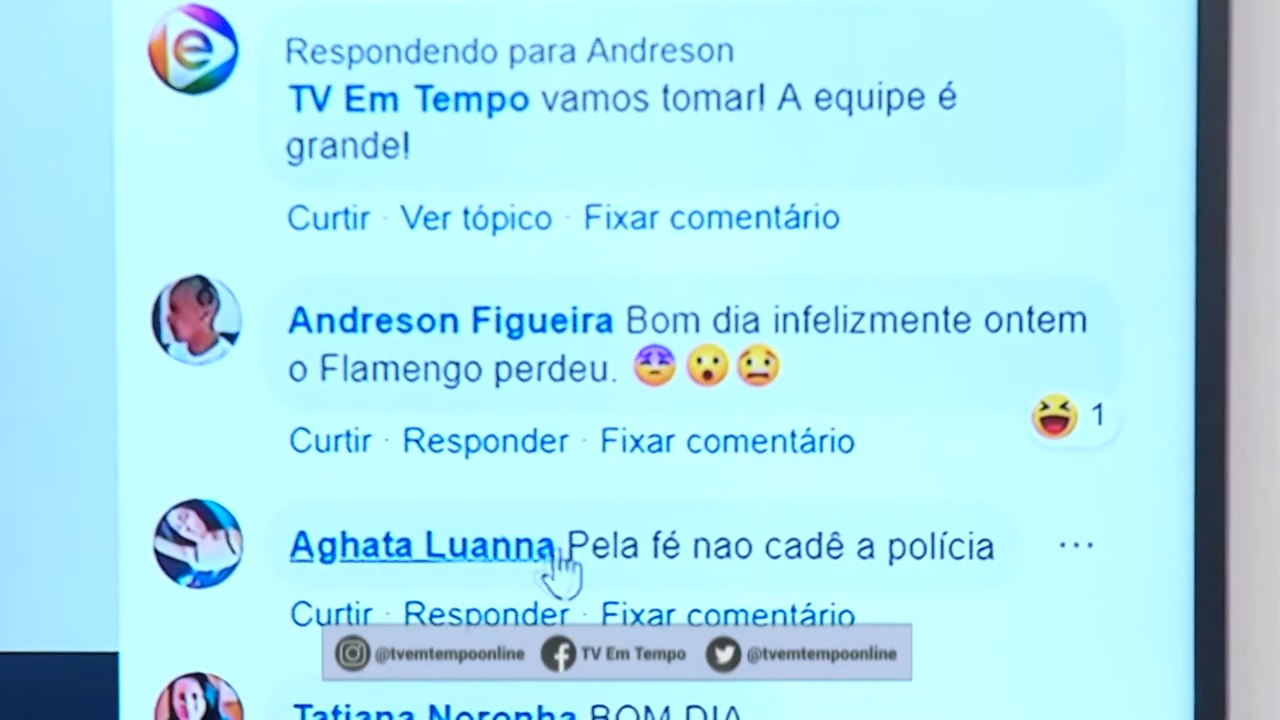 Respondendo para Andreson
TV Em Tempo vamos tomar! A equipe é
grande!
Curtir · Ver tópico · Fixar comentário
Andreson Figueira Bom dia infelizmente ontem
o Flamengo perdeu.
1
Curtir · Responder · Fixar comentário
Aghata Luanna Pela fé nao cadê a polícia
...
Curtir · Responder · Fixar comentário
@tvemtempoonline TV Em Tempo @tvemtempoonline
Tatiana Noronha BOM DIA